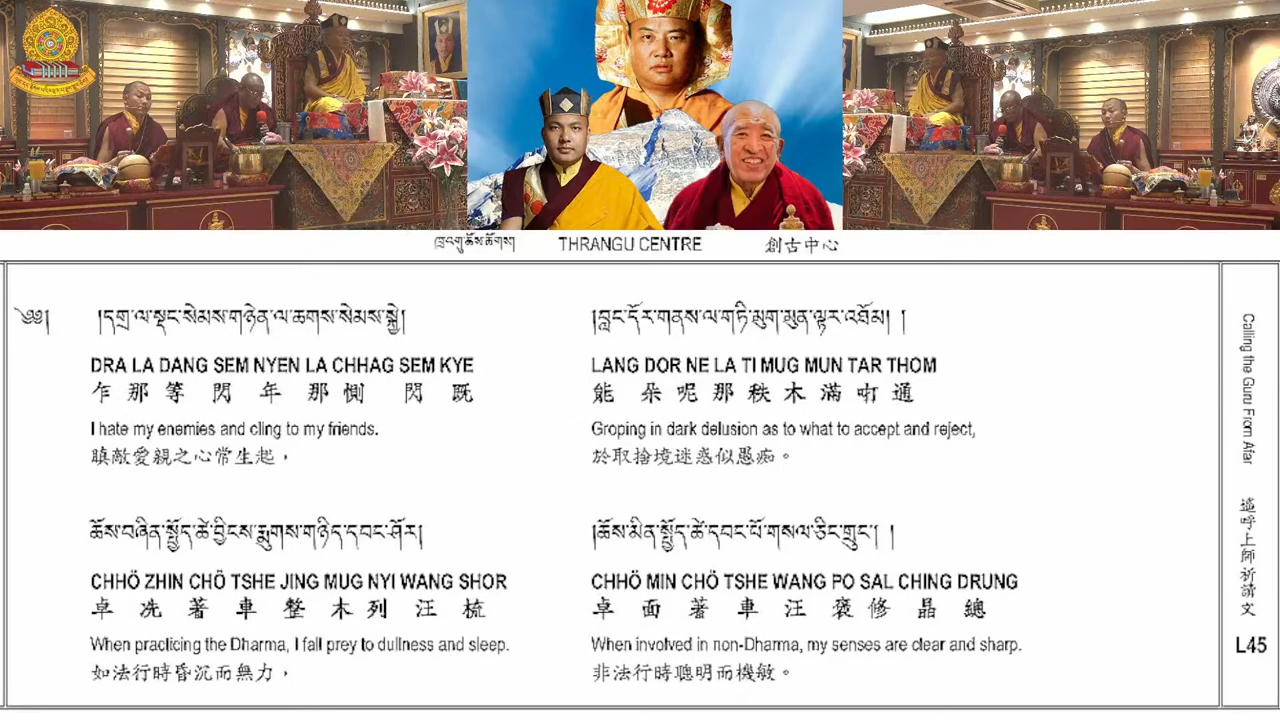 ཁྲའགུ་ཆོས་ཚོགས། THRANGU CENTRE 創古中心
༄༅། །དགྲ་ལ་སྡང་སེམས་གཉེན་ལ་ཆགས་སེམས་སྐྱེ།
DRA LA DANG SEM NYEN LA CHHAG SEM KYE
乍 那 等 閃 年 那 惻 閃 既
I hate my enemies and cling to my friends.
瞋敵愛親之心常生起，
།བླང་དོར་གནས་ལ་གཏི་མུག་མུན་ལྟར་འཐོམ། །
LANG DOR NE LA TI MUG MUN TAR THOM
能 朵 呢 那 秩 木 滿 咑 通
Groping in dark delusion as to what to accept and reject,
於取捨境迷惑似愚痴。
ཆོས་བཞིན་སྤྱོད་ཚེ་བྱིངས་རྨུགས་གཉིད་དབང་ཤོར།
CHHÖ ZHIN CHÖ TSHE JING MUG NYI WANG SHOR
卓 冼 著 車 整 木 列 汪 梳
When practicing the Dharma, I fall prey to dullness and sleep.
如法行時昏沉而無力，
།ཆོས་མིན་སྤྱོད་ཚེ་དབང་པོ་གསལ་ཅིང་གྲུང་། །
CHHÖ MIN CHÖ TSHE WANG PO SAL CHING DRUNG
卓 面 著 車 汪 褒 修 晶 總
When involved in non-Dharma, my senses are clear and sharp.
非法行時聰明而機敏。
Calling the Guru From Afar
遙呼上師祈請文
L45